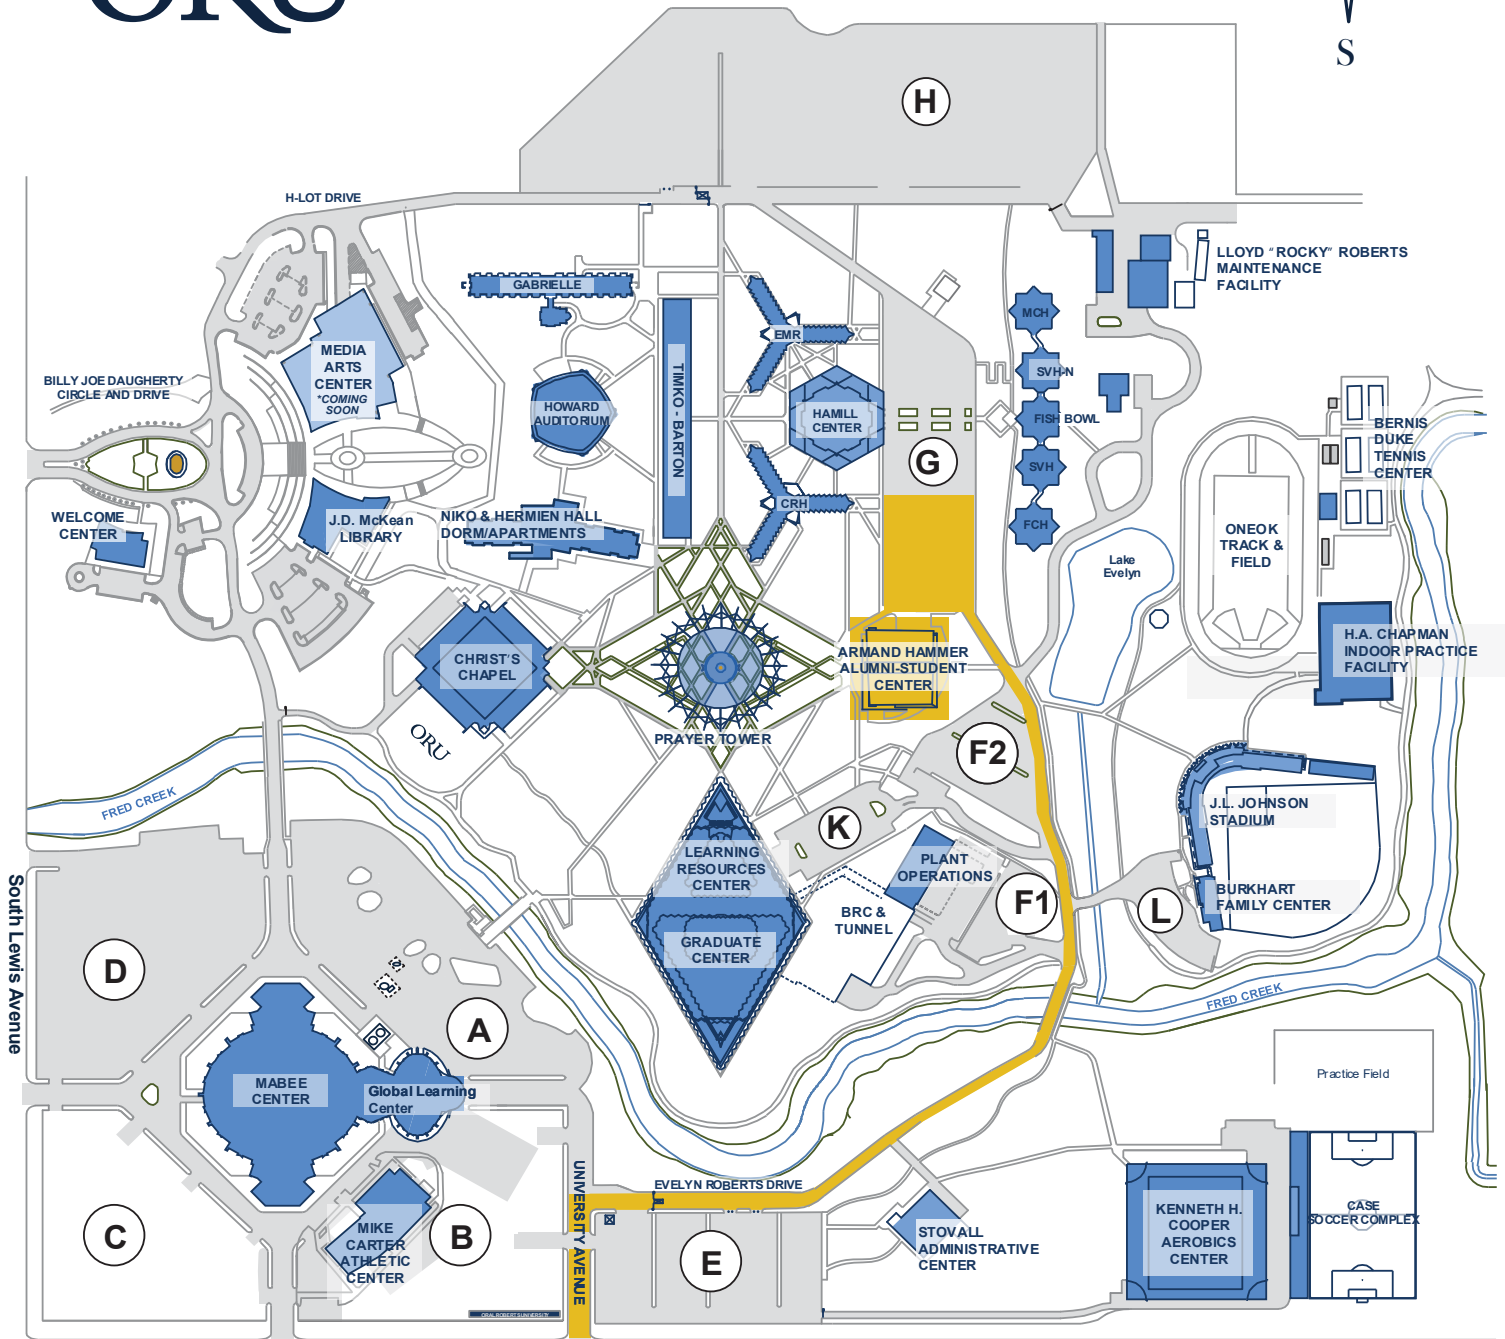 ORU
S
H
H-LOT DRIVE
LLOYD "ROCKY" ROBERTS
MAINTENANCE
FACILITY
GABRIELLE
MCH
EMR
MEDIA
ARTS
CENTER
*COMING
SOON
SVH-N
BILLY JOE DAUGHERTY
CIRCLE AND DRIVE
TIMKO - BARTON
HOWARD
AUDITORIUM
HAMILL
CENTER
FISH BOWL
BERNIS
DUKE
TENNIS
CENTER
G
SVH
CRH
WELCOME
CENTER
J.D. McKean
LIBRARY
NIKO & HERMIEN HALL
DORM/APARTMENTS
FCH
ONEOK
TRACK &
FIELD
Lake
Evelyn
H.A. CHAPMAN
INDOOR PRACTICE
FACILITY
CHRIST'S
CHAPEL
ARMAND HAMMER
ALUMNI-STUDENT
CENTER
ORU
PRAYER TOWER
F2
FRED CREEK
J.L. JOHNSON
STADIUM
K
LEARNING
RESOURCES
CENTER
PLANT
OPERATIONS
BURKHART
FAMILY CENTER
F1
L
BRC &
TUNNEL
South Lewis Avenue
GRADUATE
CENTER
D
FRED CREEK
A
Practice Field
MABEE
CENTER
Global Learning
Center
EVELYN ROBERTS DRIVE
UNIVERSITY AVENUE
C
B
MIKE
CARTER
ATHLETIC
CENTER
E
STOVALL
ADMINISTRATIVE
CENTER
KENNETH H.
COOPER
AEROBICS
CENTER
CASE
SOCCER COMPLEX
ORAL ROBERTS UNIVERSITY